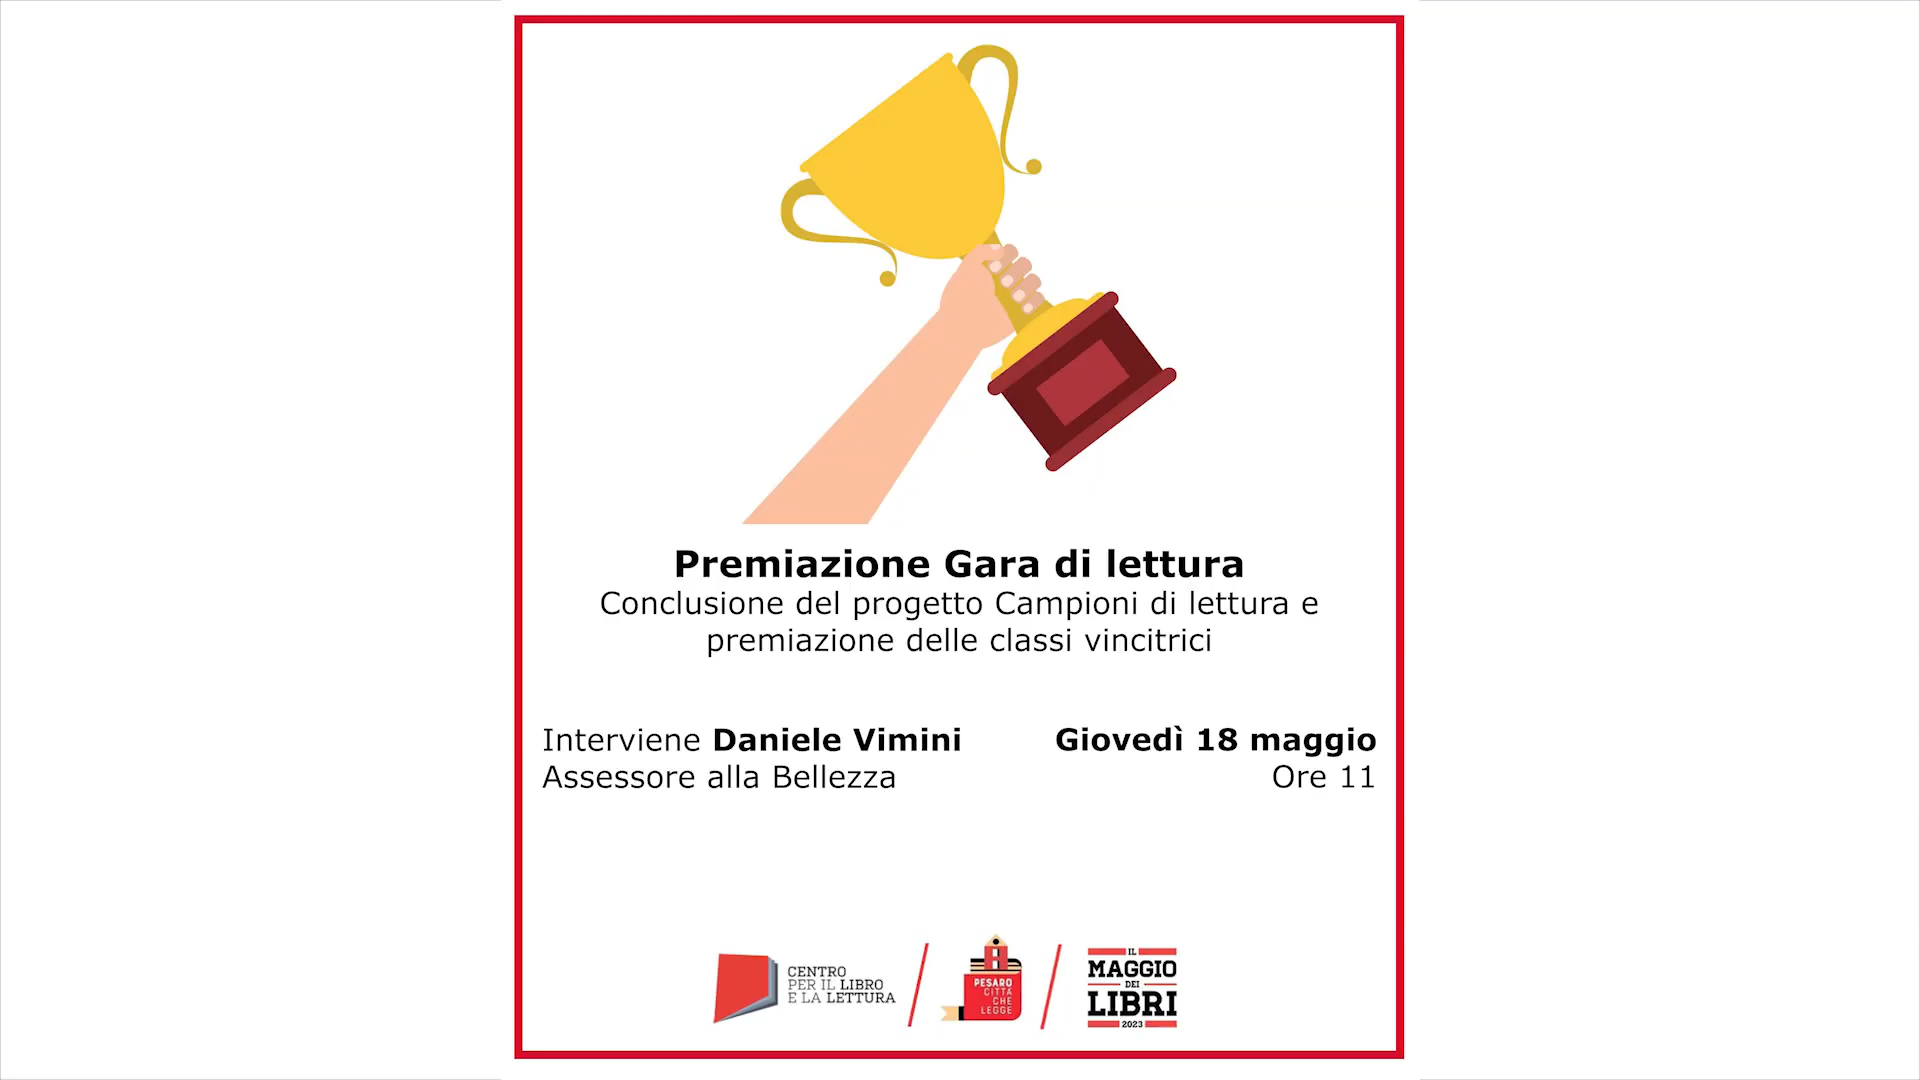 Premiazione Gara di lettura
Conclusione del progetto Campioni di lettura e
premiazione delle classi vincitrici
Interviene Daniele Vimini
Assessore alla Bellezza
Giovedì 18 maggio
Ore 11
CENTRO
PER IL LIBRO
E LA LETTURA
PESARO
CITTÀ
CHE
LEGGE
IL
MAGGIO
DEI
LIBRI
2023